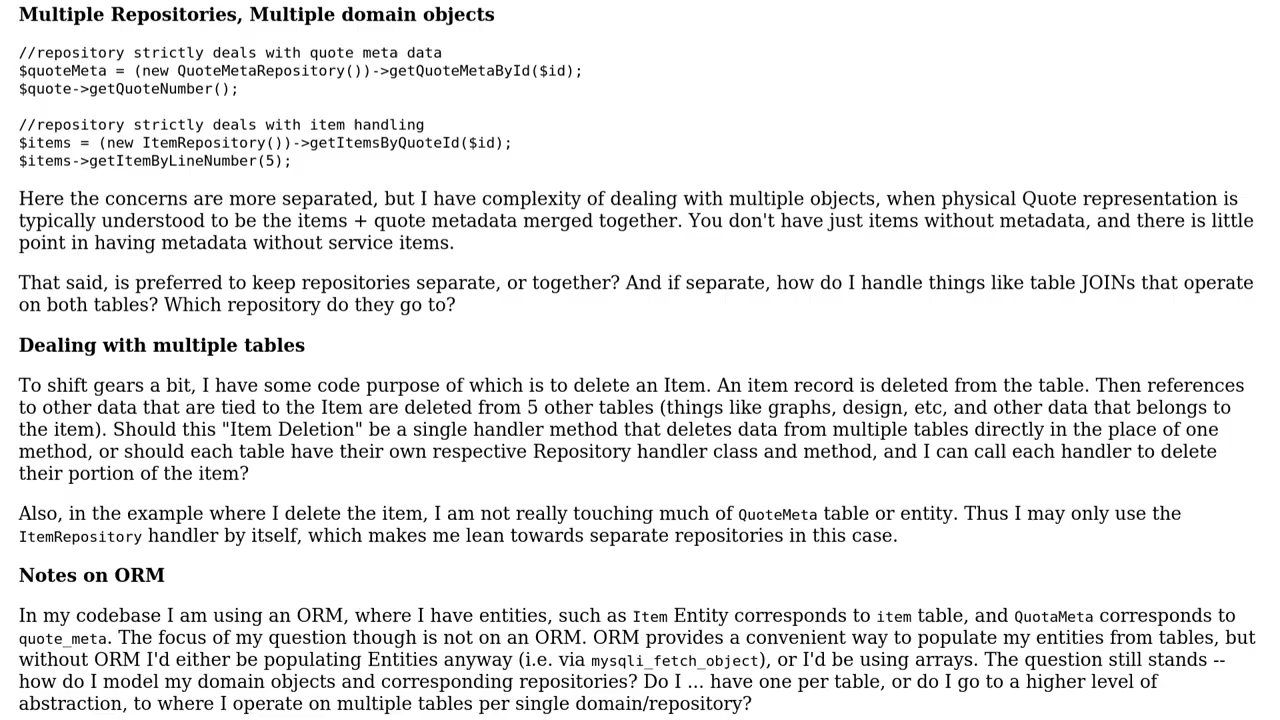 Multiple Repositories, Multiple domain objects
//repository strictly deals with quote meta data
$quoteMeta = (new QuoteMetaRepository())->getQuoteMetaById($id);
$quote->getQuoteNumber();
//repository strictly deals with item handling
$items = (new ItemRepository())->getItemsByQuoteId($id);
$items->getItemByLineNumber(5);
Here the concerns are more separated, but I have complexity of dealing with multiple objects, when physical Quote representation is
typically understood to be the items + quote metadata merged together. You don't have just items without metadata, and there is little
point in having metadata without service items.
That said, is preferred to keep repositories separate, or together? And if separate, how do I handle things like table JOINs that operate
on both tables? Which repository do they go to?
Dealing with multiple tables
To shift gears a bit, I have some code purpose of which is to delete an Item. An item record is deleted from the table. Then references
to other data that are tied to the Item are deleted from 5 other tables (things like graphs, design, etc, and other data that belongs to
the item). Should this "Item Deletion" be a single handler method that deletes data from multiple tables directly in the place of one
method, or should each table have their own respective Repository handler class and method, and I can call each handler to delete
their portion of the item?
Also, in the example where I delete the item, I am not really touching much of QuoteMeta table or entity. Thus I may only use the
ItemRepository handler by itself, which makes me lean towards separate repositories in this case.
Notes on ORM
In my codebase I am using an ORM, where I have entities, such as Item Entity corresponds to item table, and QuotaMeta corresponds to
quote_meta. The focus of my question though is not on an ORM. ORM provides a convenient way to populate my entities from tables, but
without ORM I'd either be populating Entities anyway (i.e. via mysqli_fetch_object), or I'd be using arrays. The question still stands --
how do I model my domain objects and corresponding repositories? Do I ... have one per table, or do I go to a higher level of
abstraction, to where I operate on multiple tables per single domain/repository?